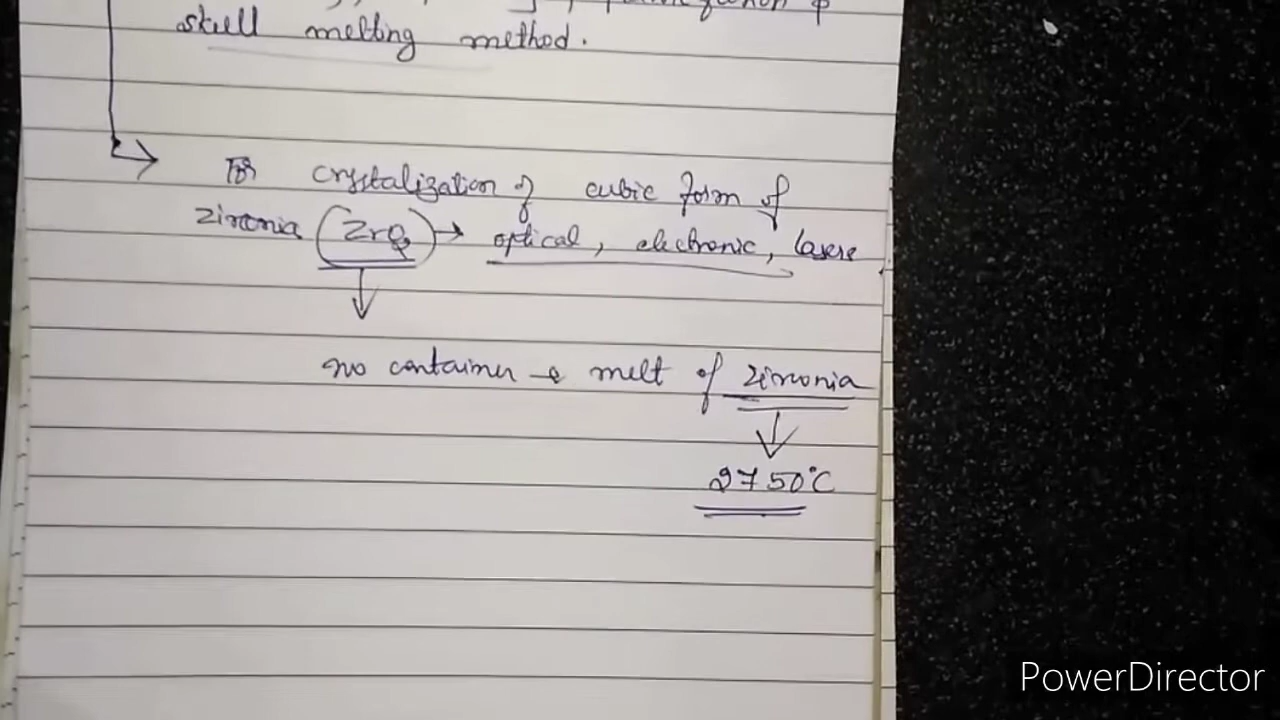 skull melting method.
For crystalization of cubic form of
zirconia (ZrO2) → optical, electronic, lasers
no container → melt of zirconia
2750°C
PowerDirector